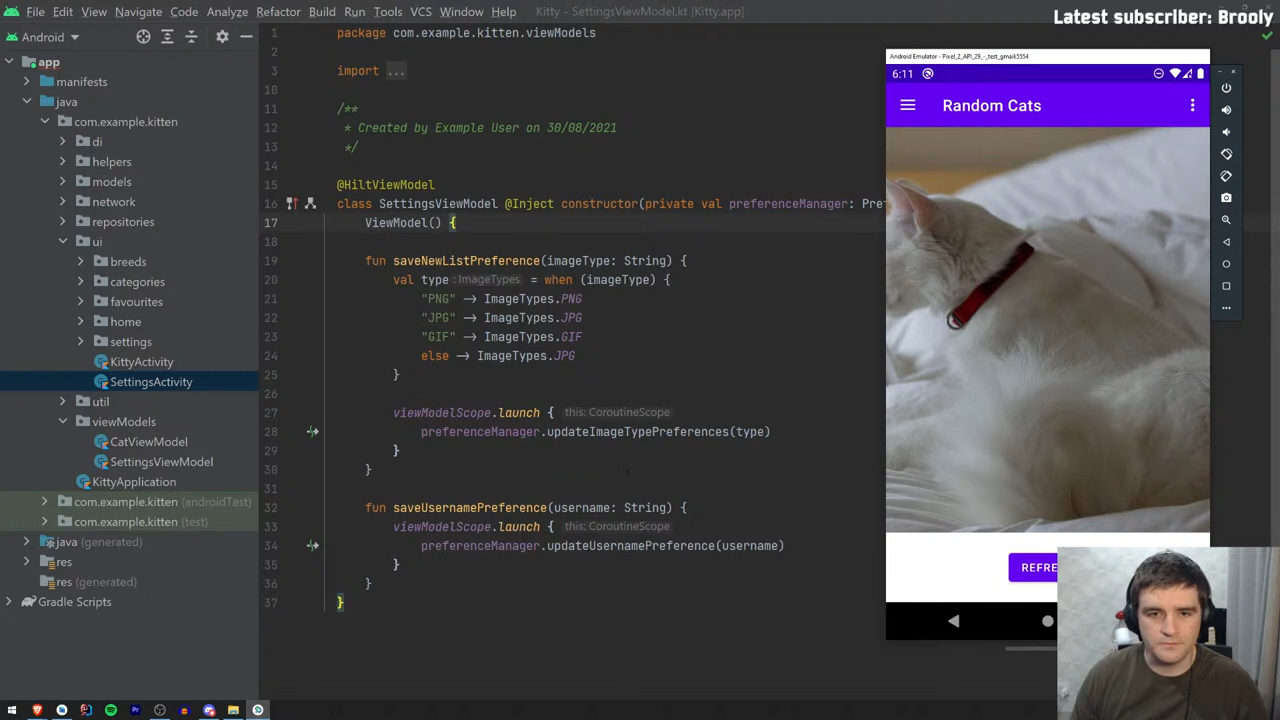 File Edit View Navigate Code Analyze Refactor Build Run Tools VCS Window Help
Kitty – SettingsViewModel.kt [Kitty.app]
Latest subscriber: Brooly
Android
app
manifests
java
com.example.kitten
di
helpers
models
network
repositories
ui
breeds
categories
favourites
home
settings
KittyActivity
SettingsActivity
util
viewModels
CatViewModel
SettingsViewModel
KittyApplication
com.example.kitten (androidTest)
com.example.kitten (test)
java (generated)
res
res (generated)
Gradle Scripts
1 package com.example.kitten.viewModels
2
3 import ...
10
11 /**
12 * Created by Example User on 30/08/2021
13 */
14
15 @HiltViewModel
16 class SettingsViewModel @Inject constructor(private val preferenceManager: Pref
17 ViewModel() {
18
19 fun saveNewListPreference(imageType: String) {
20 val type : ImageTypes = when (imageType) {
21 "PNG" -> ImageTypes.PNG
22 "JPG" -> ImageTypes.JPG
23 "GIF" -> ImageTypes.GIF
24 else -> ImageTypes.JPG
25 }
26
27 viewModelScope.launch { this: CoroutineScope
28 preferenceManager.updateImageTypePreferences(type)
29 }
30 }
31
32 fun saveUsernamePreference(username: String) {
33 viewModelScope.launch { this: CoroutineScope
34 preferenceManager.updateUsernamePreference(username)
35 }
36 }
37 }
Android Emulator - Pixel_2_API_29_-_test_gmail:5554
6:11
Random Cats
REFRE